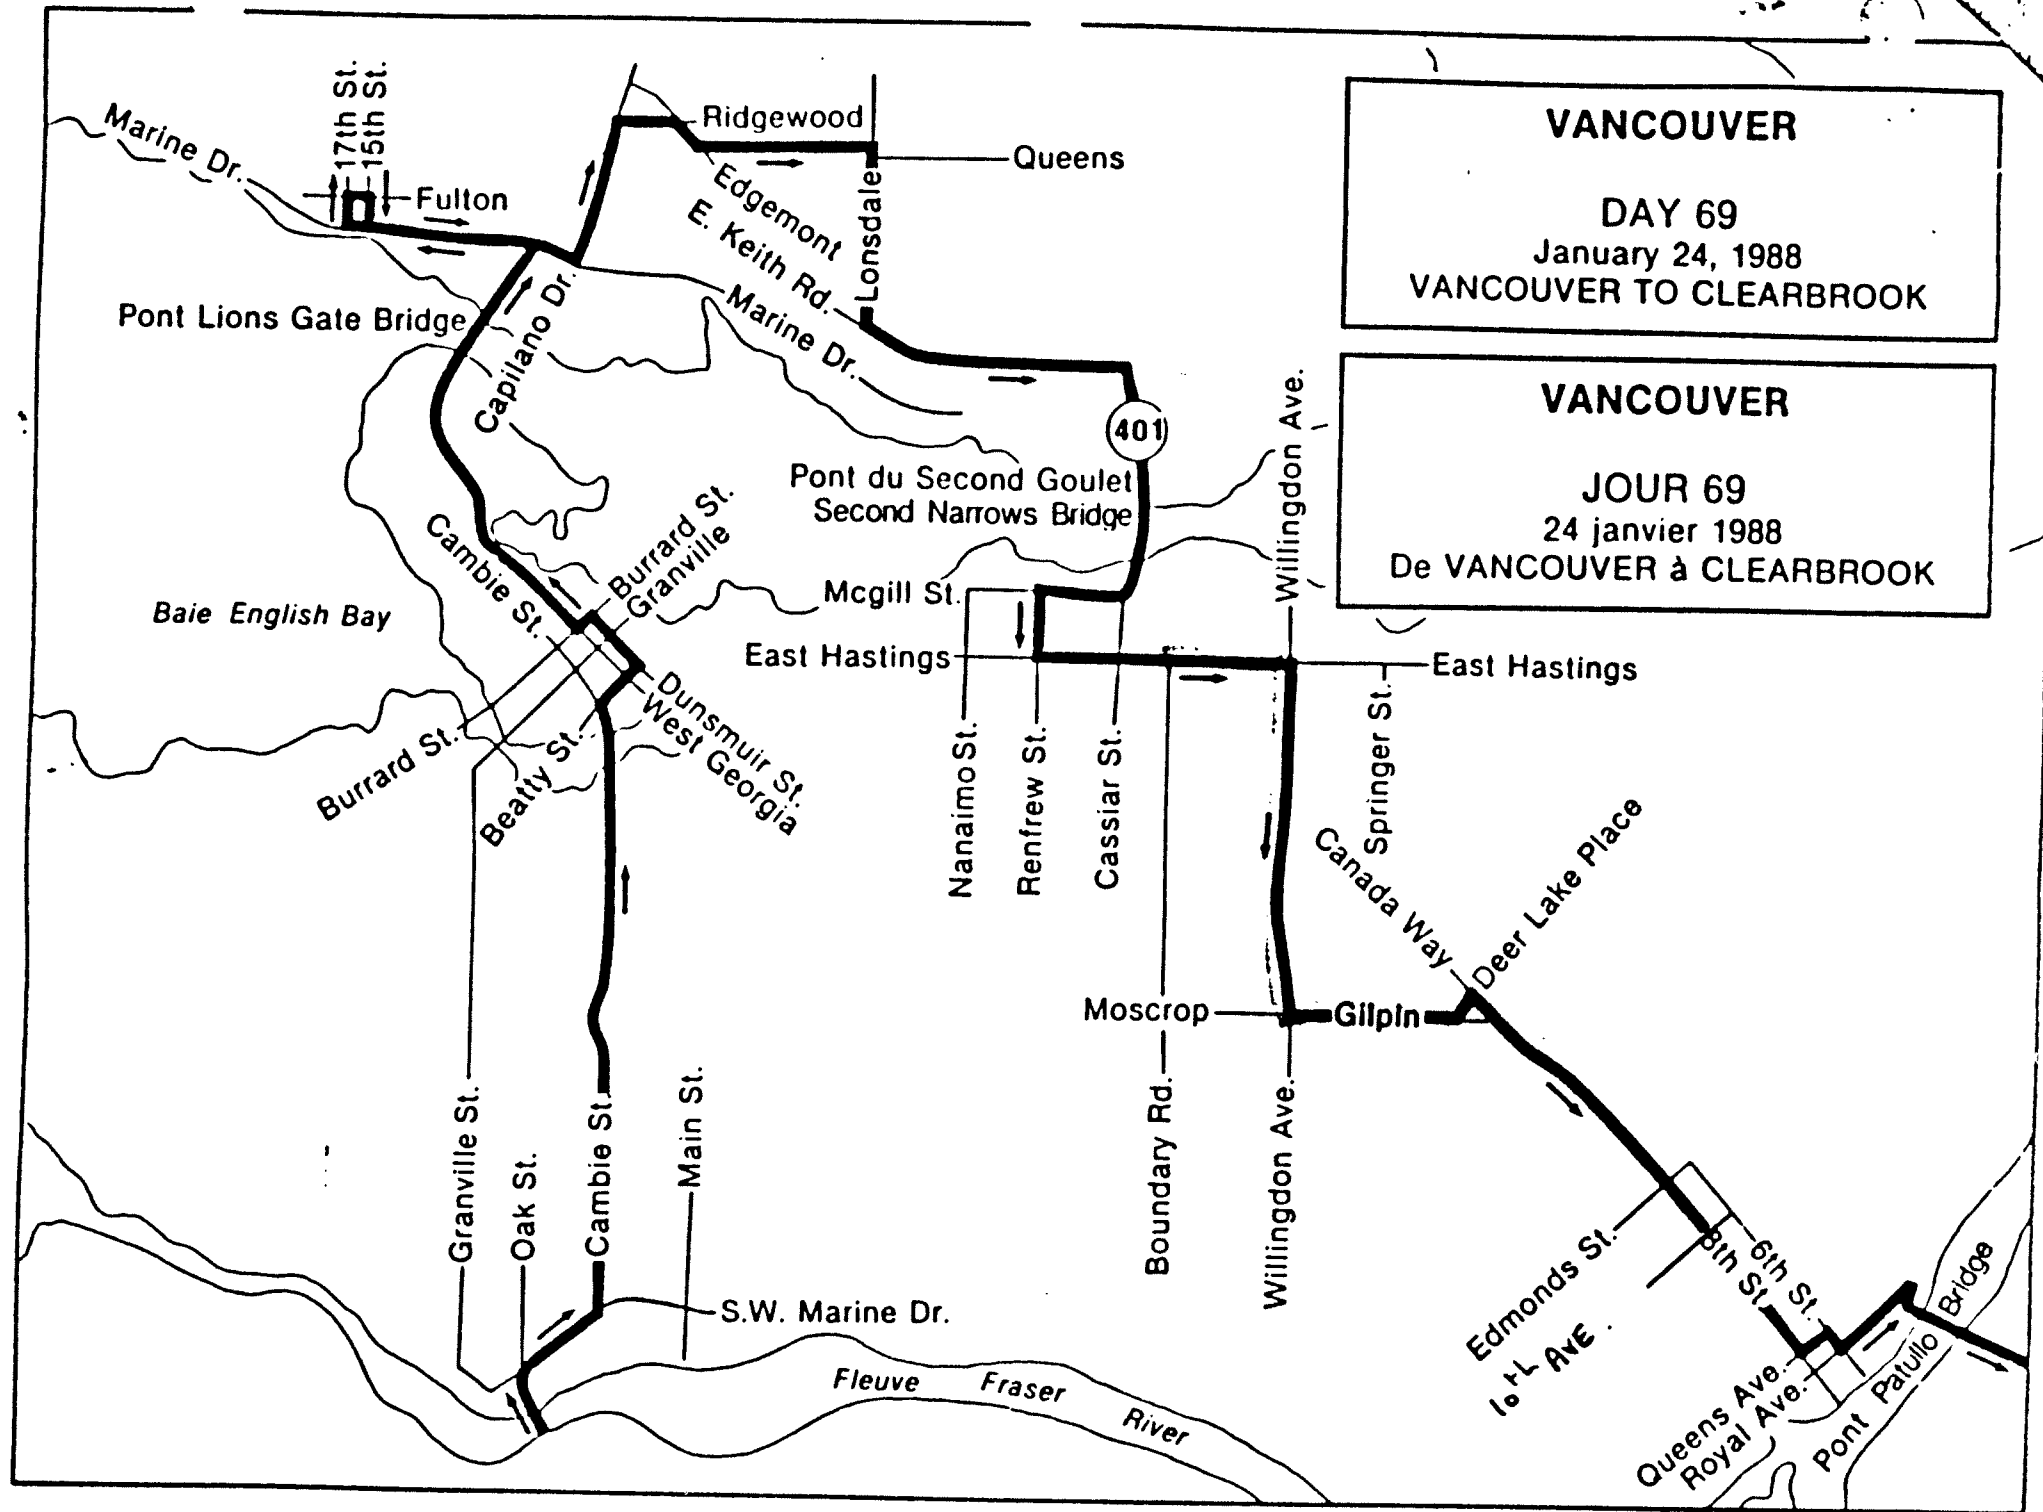 VANCOUVER
DAY 69
January 24, 1988
VANCOUVER TO CLEARBROOK
VANCOUVER
JOUR 69
24 janvier 1988
De VANCOUVER à CLEARBROOK
Marine Dr.
17th St.
15th St.
Fulton
Ridgewood
Queens
Edgemont
E. Keith Rd.
Lonsdale
Marine Dr.
Pont Lions Gate Bridge
Capilano Dr.
401
Willingdon Ave.
Pont du Second Goulet
Second Narrows Bridge
Burrard St.
Granville
Cambie St.
Baie English Bay
Mcgill St.
East Hastings
East Hastings
Dunsmuir St.
West Georgia
Burrard St.
Beatty St.
Nanaimo St.
Renfrew St.
Cassiar St.
Springer St.
Canada Way
Deer Lake Place
Moscrop
Gilpin
Granville St.
Oak St.
Cambie St.
Main St.
Boundary Rd.
Willingdon Ave.
S.W. Marine Dr.
Edmonds St.
10th AVE
8th St.
6th St.
Queens Ave.
Royal Ave.
Pont Patullo Bridge
Fleuve Fraser River